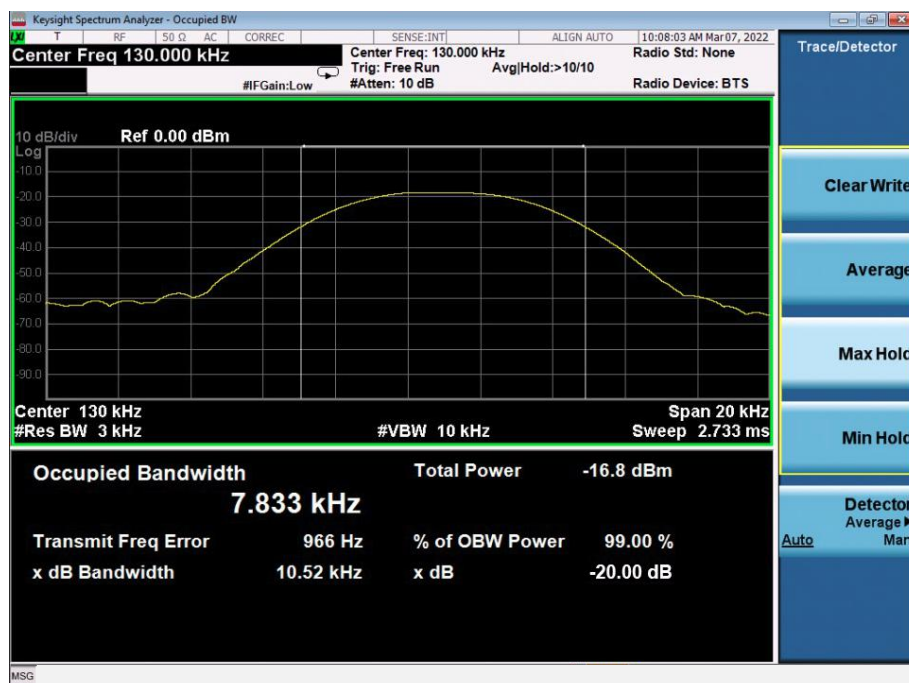 Keysight Spectrum Analyzer - Occupied BW
LXI T RF 50 Ω AC CORREC SENSE:INT ALIGN AUTO 10:08:03 AM Mar 07, 2022
Center Freq 130.000 kHz
Center Freq: 130.000 kHz
Radio Std: None
Trig: Free Run Avg|Hold:>10/10
#IFGain:Low
#Atten: 10 dB
Radio Device: BTS
10 dB/div Ref 0.00 dBm
Log
-10.0
-20.0
-30.0
-40.0
-50.0
-60.0
-70.0
-80.0
-90.0
Center 130 kHz
Span 20 kHz
#Res BW 3 kHz
#VBW 10 kHz
Sweep 2.733 ms
Occupied Bandwidth
7.833 kHz
Total Power -16.8 dBm
Transmit Freq Error 966 Hz
% of OBW Power 99.00 %
x dB Bandwidth 10.52 kHz
x dB -20.00 dB
MSG
Trace/Detector
Clear Write
Average
Max Hold
Min Hold
Detector
Average
Auto Man